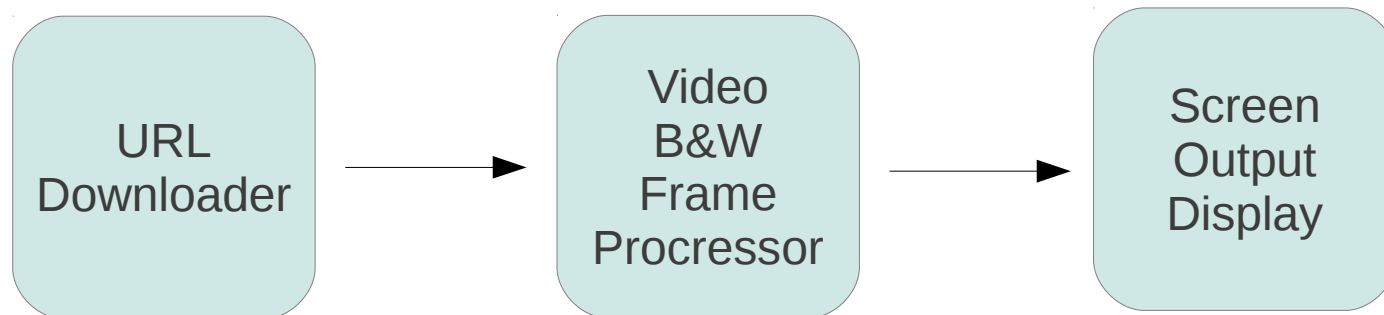 URL
Downloader
Video
B&W
Frame
Procressor
Screen
Output
Display